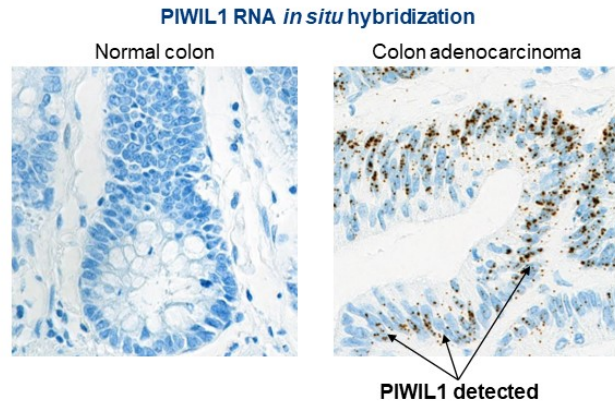 PIWIL1 RNA in situ hybridization
Normal colon
Colon adenocarcinoma
PIWIL1 detected